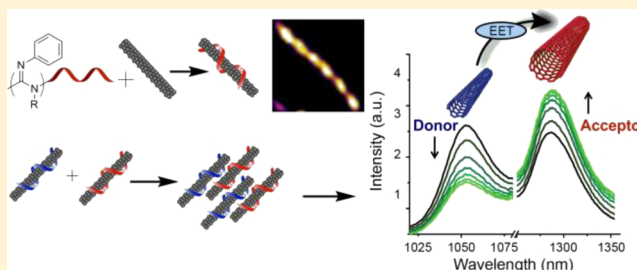 N
N
R
+
EET
4
3
2
1
Intensity (a.u.)
Donor
Accepto
+
1025 1050 1075 1300 1350
Wavelength (nm)